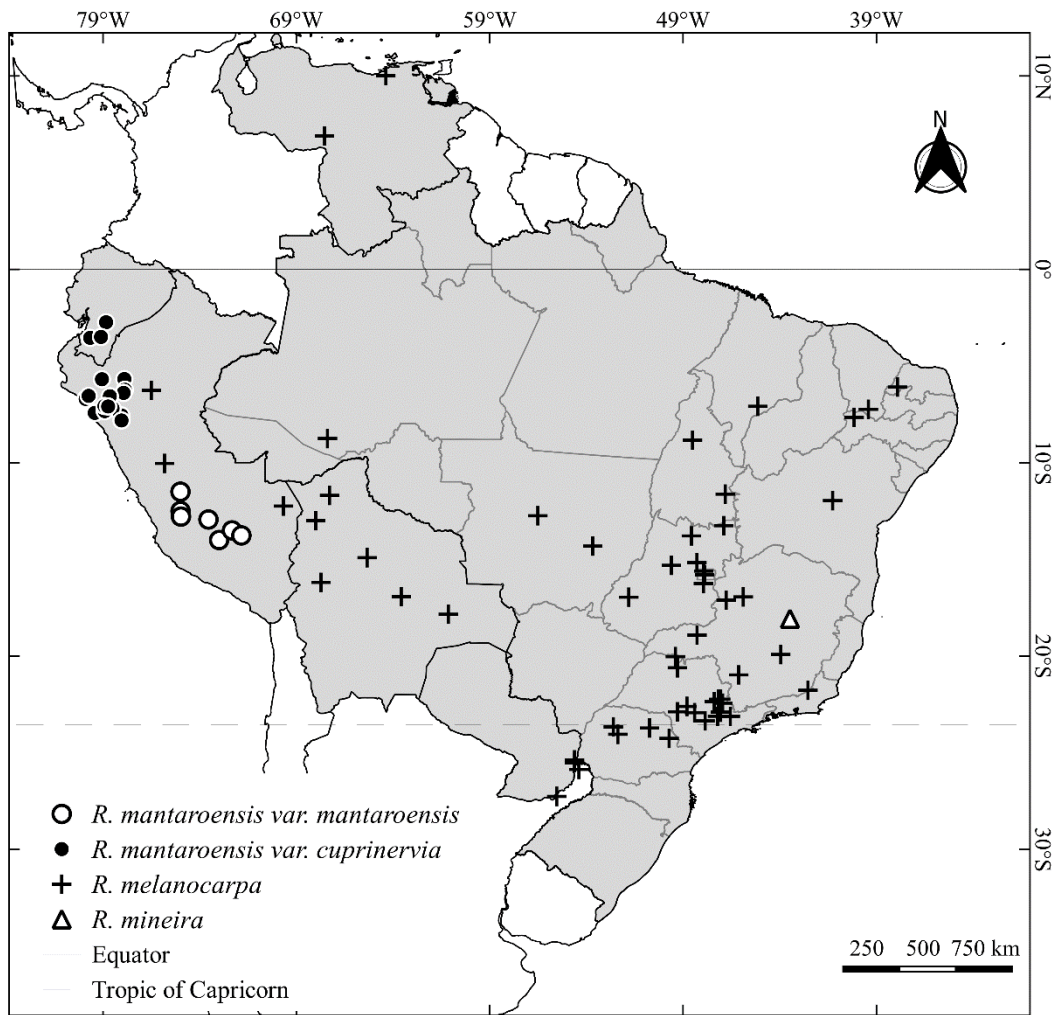 79°W 69°W 59°W 49°W 39°W
10°N
N
0°
10°S
20°S
30°S
R. mantaroensis var. mantaroensis
R. mantaroensis var. cuprinervia
R. melanocarpa
R. mineira
Equator
Tropic of Capricorn
250 500 750 km